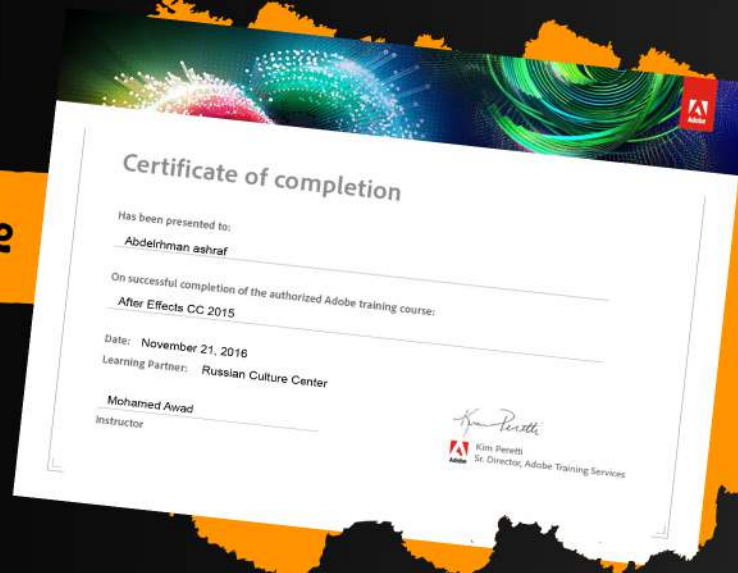 Adobe
Certificate of completion
Has been presented to:
Abdelrhman ashraf
On successful completion of the authorized Adobe training course:
After Effects CC 2015
Date: November 21, 2016
Learning Partner: Russian Culture Center
Mohamed Awad
Instructor
Kim Peretti
Adobe
Kim Peretti
Sr. Director, Adobe Training Services